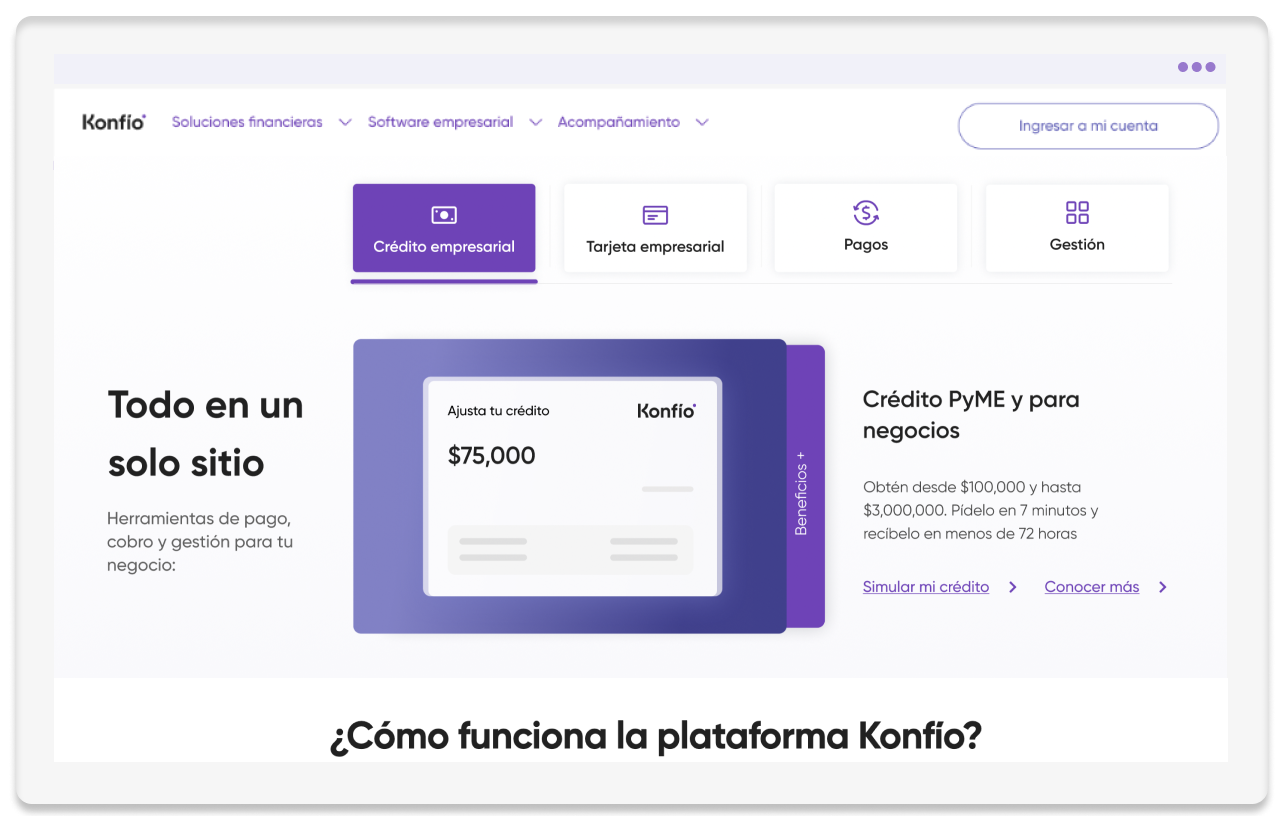 Konfío
Soluciones financieras
Software empresarial
Acompañamiento
Ingresar a mi cuenta
Crédito empresarial
Tarjeta empresarial
Pagos
Gestión
Todo en un
solo sitio
Herramientas de pago,
cobro y gestión para tu
negocio:
Ajusta tu crédito
Konfío
$75,000
Beneficios +
Crédito PyME y para
negocios
Obtén desde $100,000 y hasta
$3,000,000. Pídelo en 7 minutos y
recíbelo en menos de 72 horas
Simular mi crédito
Conocer más
¿Cómo funciona la plataforma Konfío?